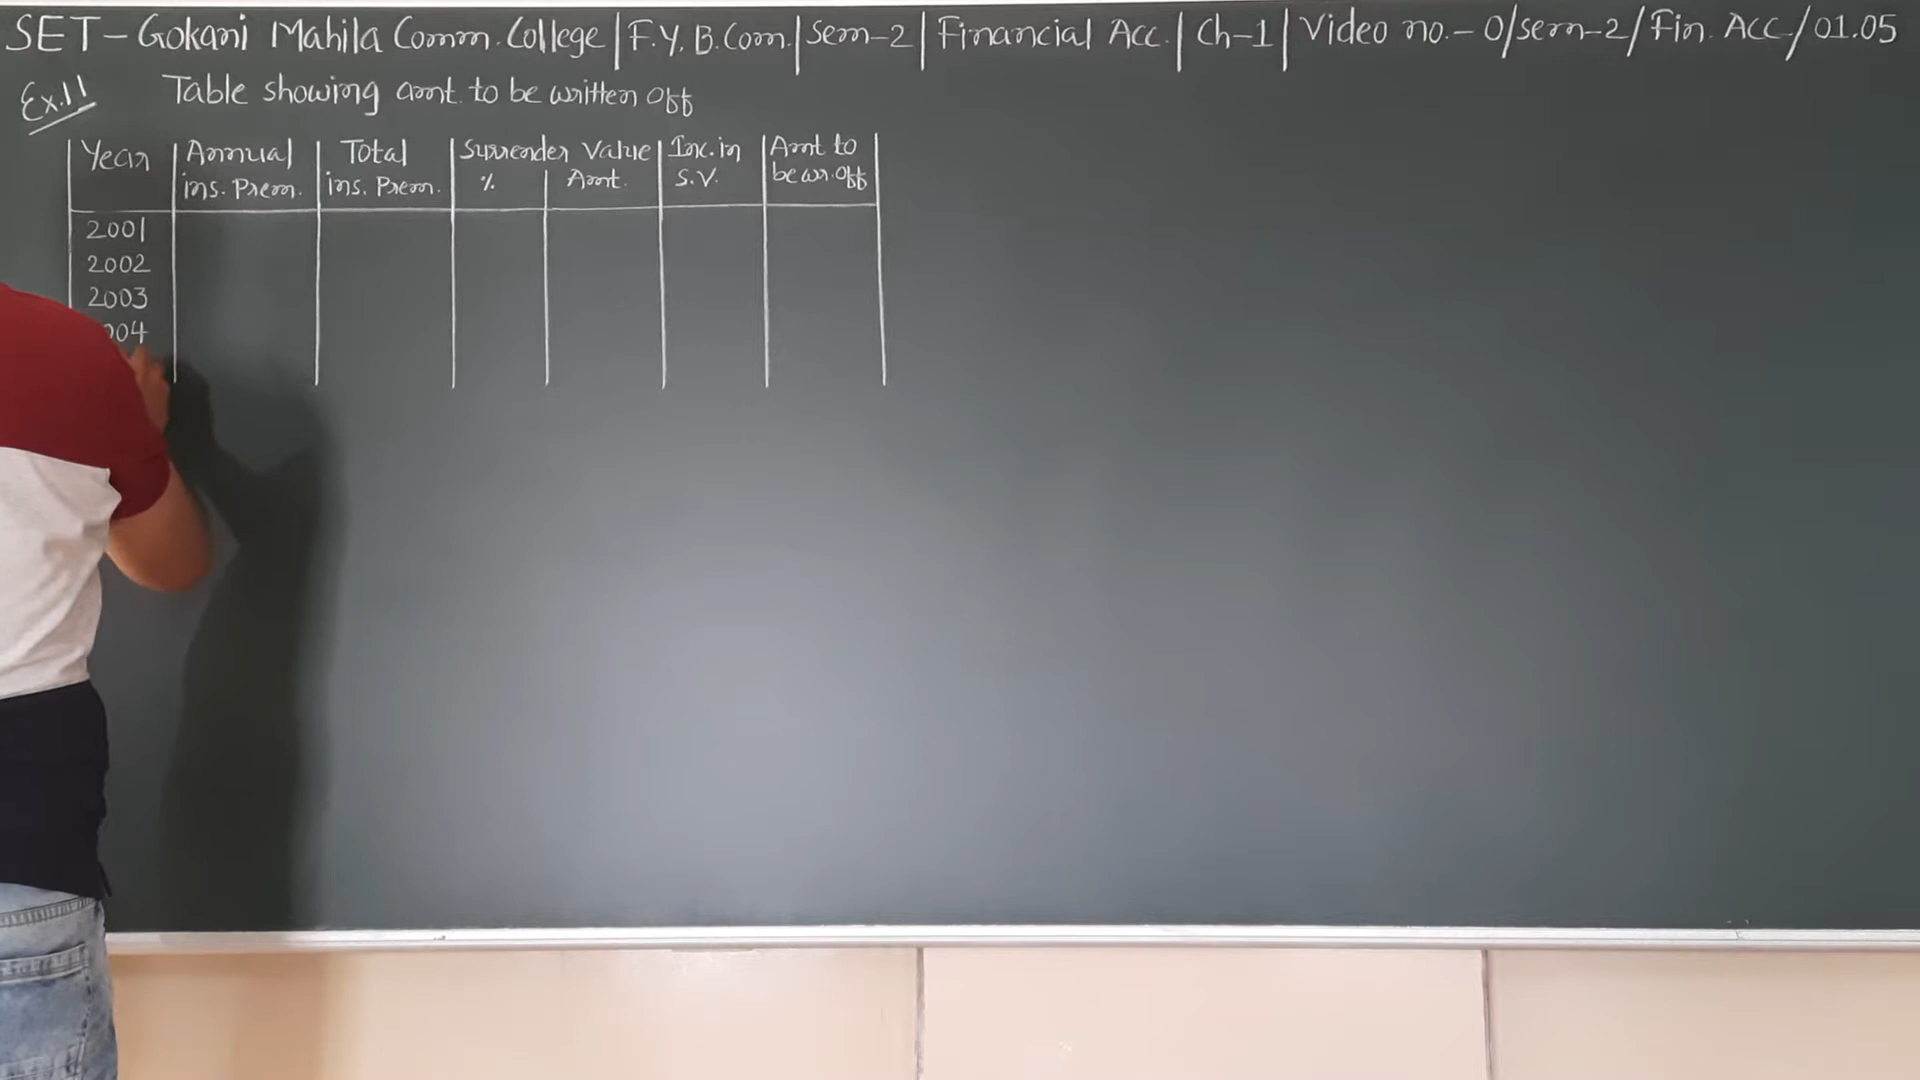 SET - Gokani Mahila Comm. College | F.Y. B.Com. | Sem-2 | Financial Acc. | Ch-1 | Video no. - 0/sem-2/Fin. Acc/01.05
Ex.11 Table showing amt. to be written off
Year | Annual ins. Prem. | Total ins. Prem. | Surrender Value % | Amt. | Inc. in S.V. | Amt to be wr. off
2001
2002
2003
004